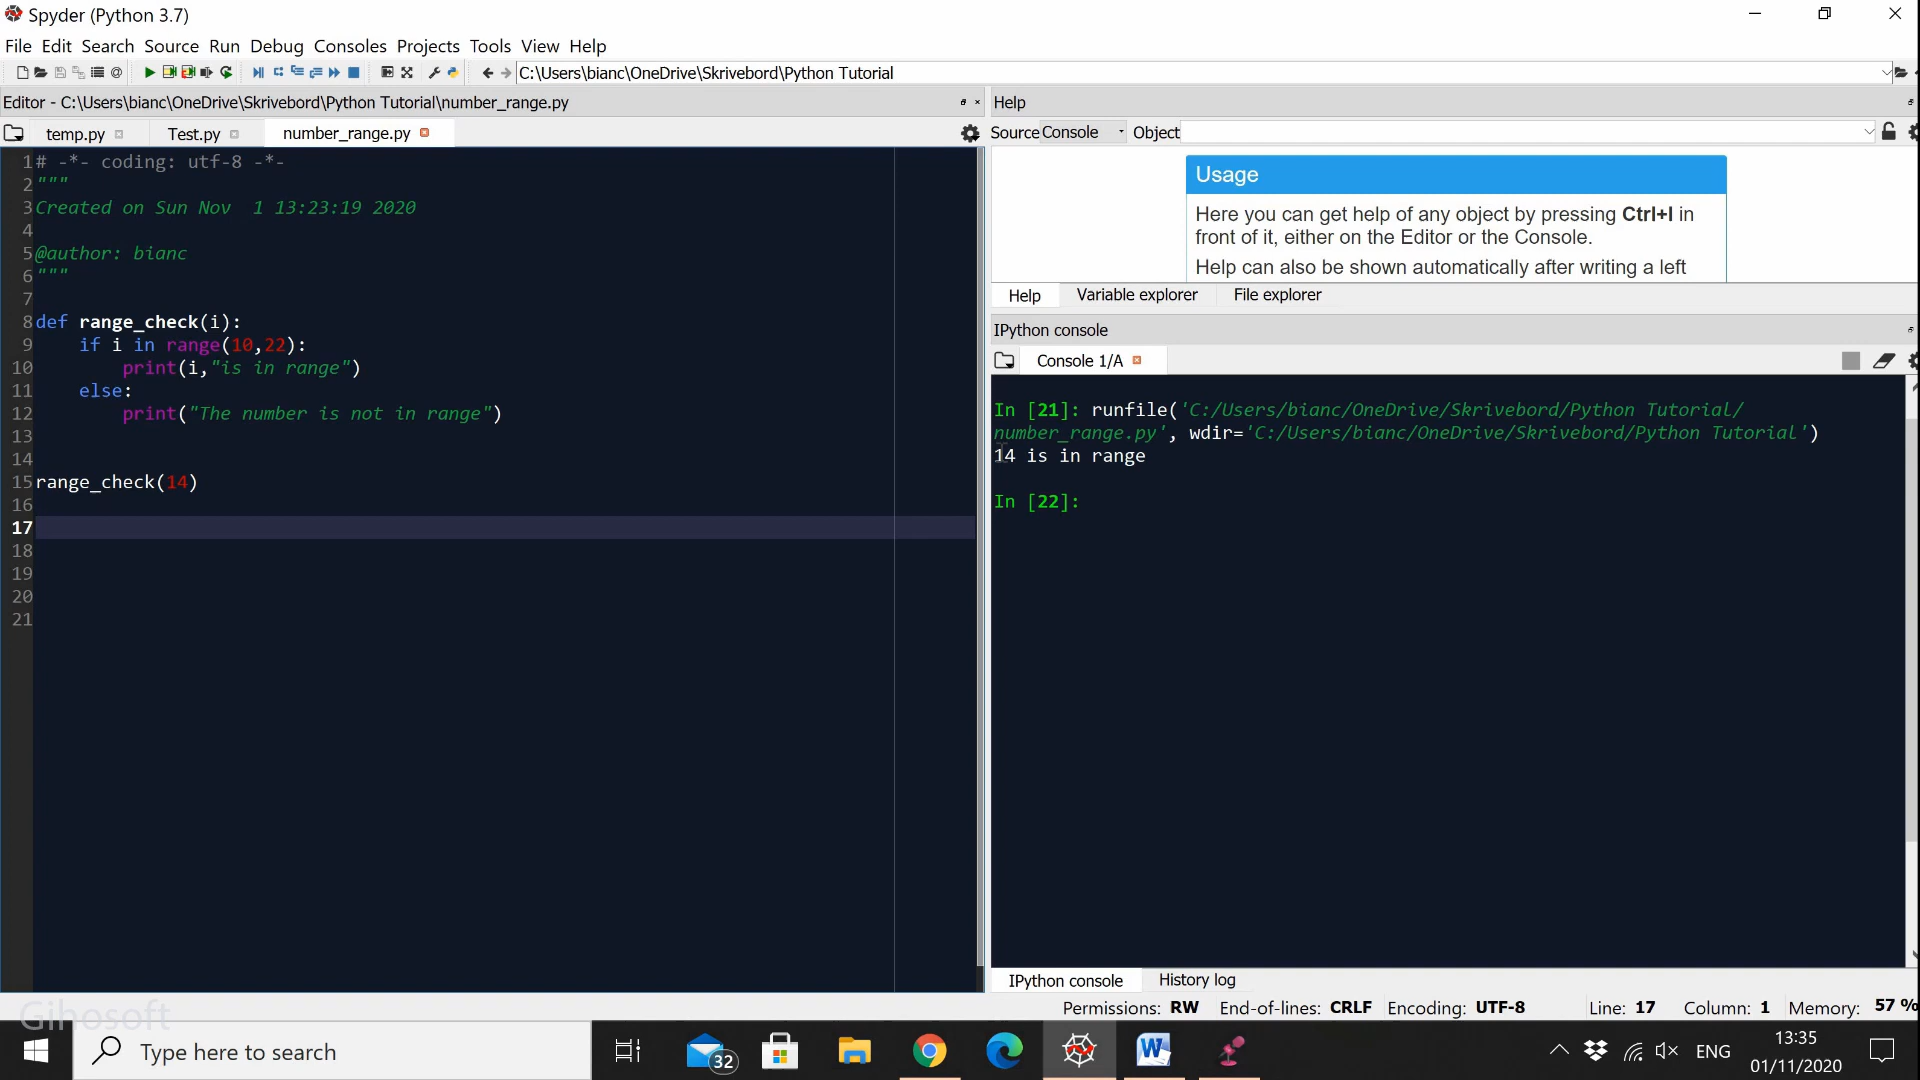 Spyder (Python 3.7)
File Edit Search Source Run Debug Consoles Projects Tools View Help
C:\Users\bianc\OneDrive\Skrivebord\Python Tutorial
Editor - C:\Users\bianc\OneDrive\Skrivebord\Python Tutorial\number_range.py
temp.py Test.py number_range.py
1 # -*- coding: utf-8 -*-
2 """
3 Created on Sun Nov  1 13:23:19 2020
4
5 @author: bianc
6 """
7
8 def range_check(i):
9     if i in range(10,22):
10         print(i,"is in range")
11     else:
12         print("The number is not in range")
13
14
15 range_check(14)
16
17
18
19
20
21
Help
Source Console Object
Usage
Here you can get help of any object by pressing Ctrl+I in
front of it, either on the Editor or the Console.
Help can also be shown automatically after writing a left
Help Variable explorer File explorer
IPython console
Console 1/A
In [21]: runfile('C:/Users/bianc/OneDrive/Skrivebord/Python Tutorial/
number_range.py', wdir='C:/Users/bianc/OneDrive/Skrivebord/Python Tutorial')
14 is in range
In [22]:
IPython console History log
Permissions: RW End-of-lines: CRLF Encoding: UTF-8 Line: 17 Column: 1 Memory: 57 %
Gihosoft
Type here to search
32
W
ENG
13:35
01/11/2020